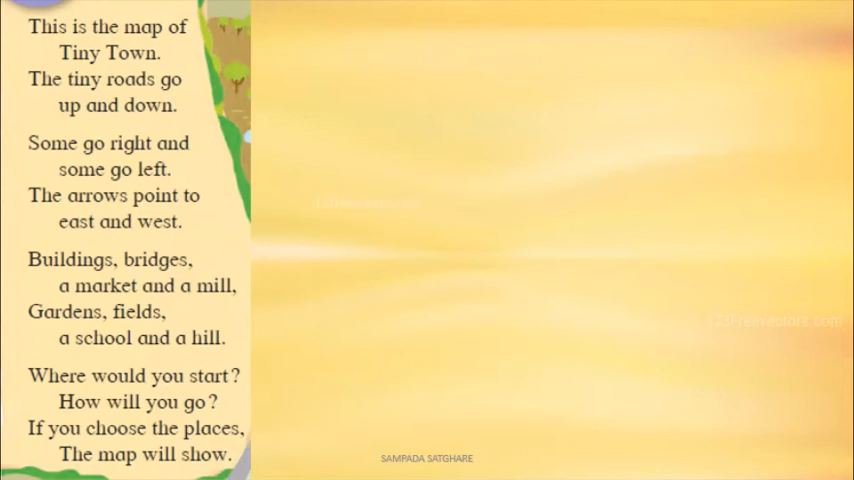 This is the map of
Tiny Town.
The tiny roads go
up and down.
Some go right and
some go left.
The arrows point to
east and west.
Buildings, bridges,
a market and a mill,
Gardens, fields,
a school and a hill.
Where would you start?
How will you go?
If you choose the places,
The map will show.
123Freevectors.com
SAMPADA SATGHARE